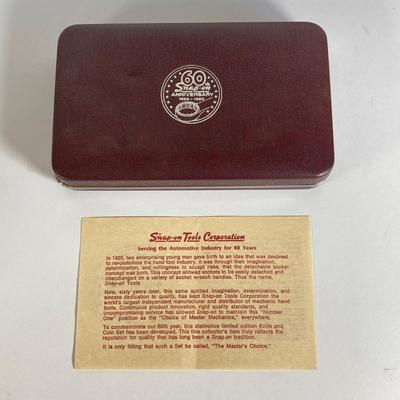 60
Snap-on
ANNIVERSARY
1920 - 1980
Snap-on Tools Corporation
Serving the Automotive Industry for 60 Years
In 1920, two enterprising young men gave birth to an idea that was destined
to revolutionize the hand tool industry. It was through their imagination,
determination, and willingness to accept risks, that the detachable socket
concept was born. This concept allowed sockets to be easily detached and
interchanged on a variety of socket wrench handles. Thus the name,
Snap-on Tools.
Now, sixty years later, this same spirited imagination, determination, and
sincere dedication to quality, has kept Snap-on Tools Corporation the
world's largest independent manufacturer and distributor of mechanic hand
tools. Continuous product innovation, rigid quality standards, and
uncompromising service has allowed Snap-on to maintain this "Number
One" position as the "Choice of Master Mechanics," everywhere.
To commemorate our 60th year, this distinctive limited edition Knife and
Coin Set has been developed. This fine collector's item truly reflects the
reputation for quality that has long been a Snap-on tradition.
It is only fitting that such a Set be called, "The Master's Choice."